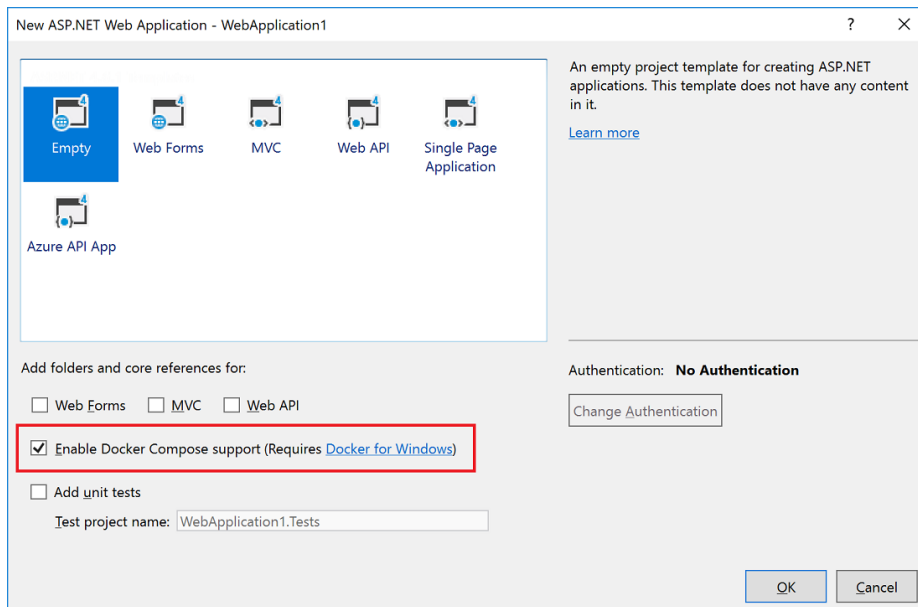 New ASP.NET Web Application - WebApplication1
Empty
Web Forms
MVC
Web API
Single Page
Application
Azure API App
An empty project template for creating ASP.NET
applications. This template does not have any content
in it.
Learn more
Add folders and core references for:
Web Forms
MVC
Web API
Enable Docker Compose support (Requires Docker for Windows)
Add unit tests
Test project name: WebApplication1.Tests
Authentication: No Authentication
Change Authentication
OK
Cancel